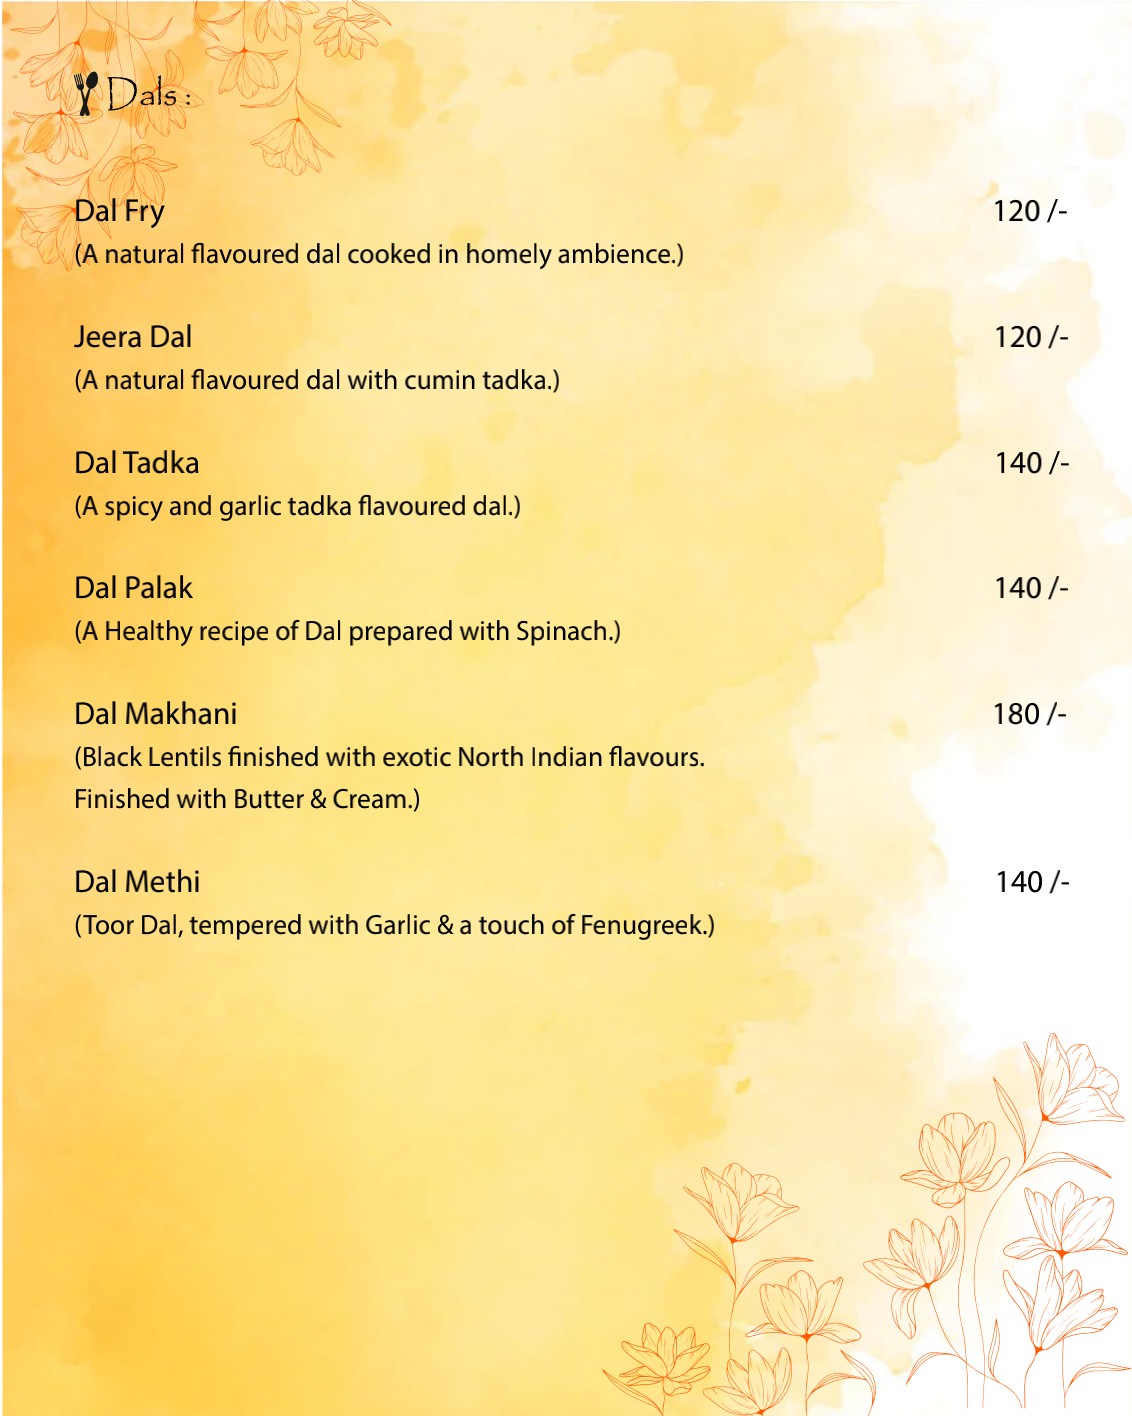 Dals :
Dal Fry 120 /-
(A natural flavoured dal cooked in homely ambience.)
Jeera Dal 120 /-
(A natural flavoured dal with cumin tadka.)
Dal Tadka 140 /-
(A spicy and garlic tadka flavoured dal.)
Dal Palak 140 /-
(A Healthy recipe of Dal prepared with Spinach.)
Dal Makhani 180 /-
(Black Lentils finished with exotic North Indian flavours.
Finished with Butter & Cream.)
Dal Methi 140 /-
(Toor Dal, tempered with Garlic & a touch of Fenugreek.)